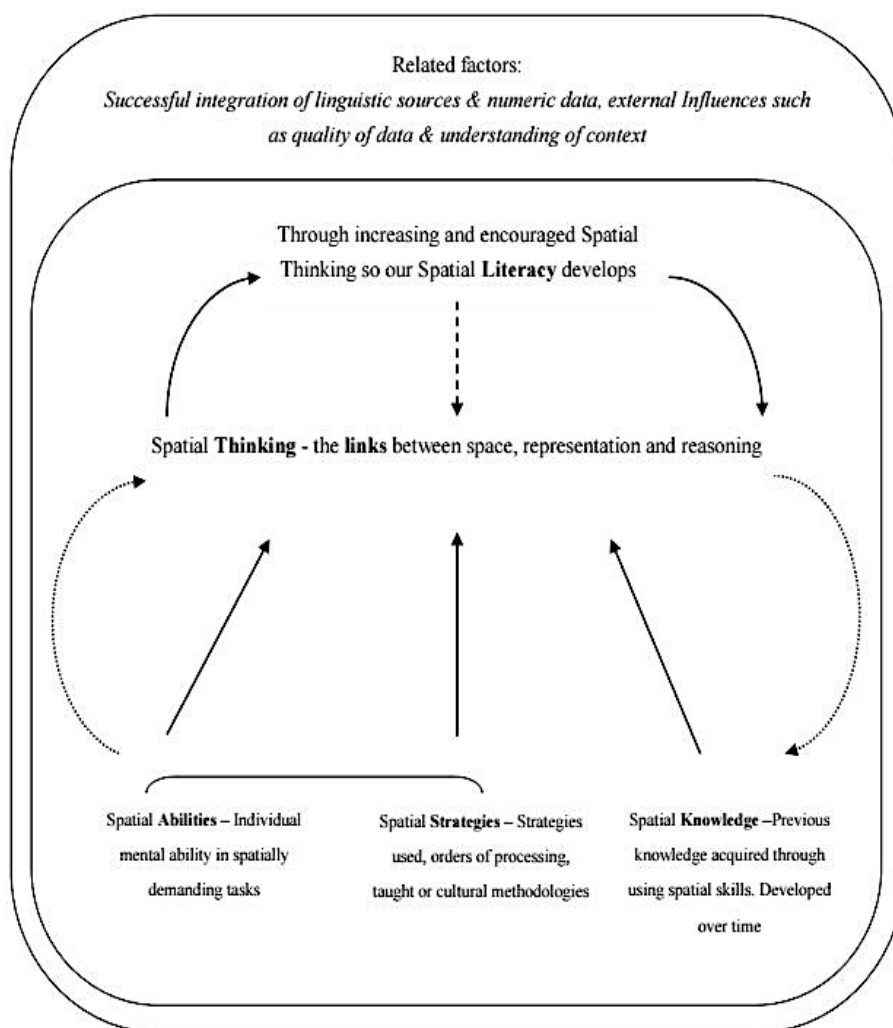 Related factors:
Successful integration of linguistic sources & numeric data, external Influences such
as quality of data & understanding of context
Through increasing and encouraged Spatial
Thinking so our Spatial Literacy develops
Spatial Thinking - the links between space, representation and reasoning
Spatial Abilities – Individual
mental ability in spatially
demanding tasks
Spatial Strategies – Strategies
used, orders of processing,
taught or cultural methodologies
Spatial Knowledge –Previous
knowledge acquired through
using spatial skills. Developed
over time